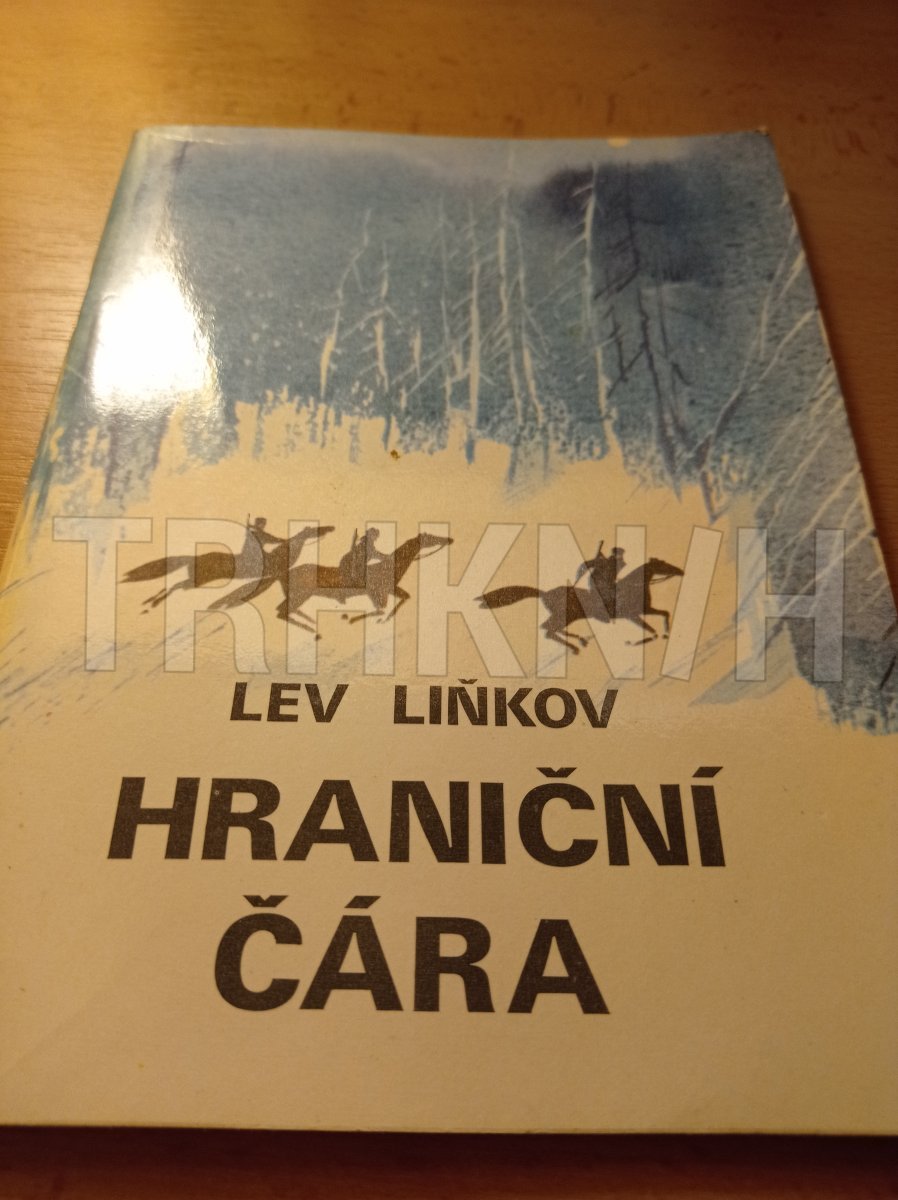 TRHKNIH
LEV LIŇKOV
HRANIČNÍ
ČÁRA